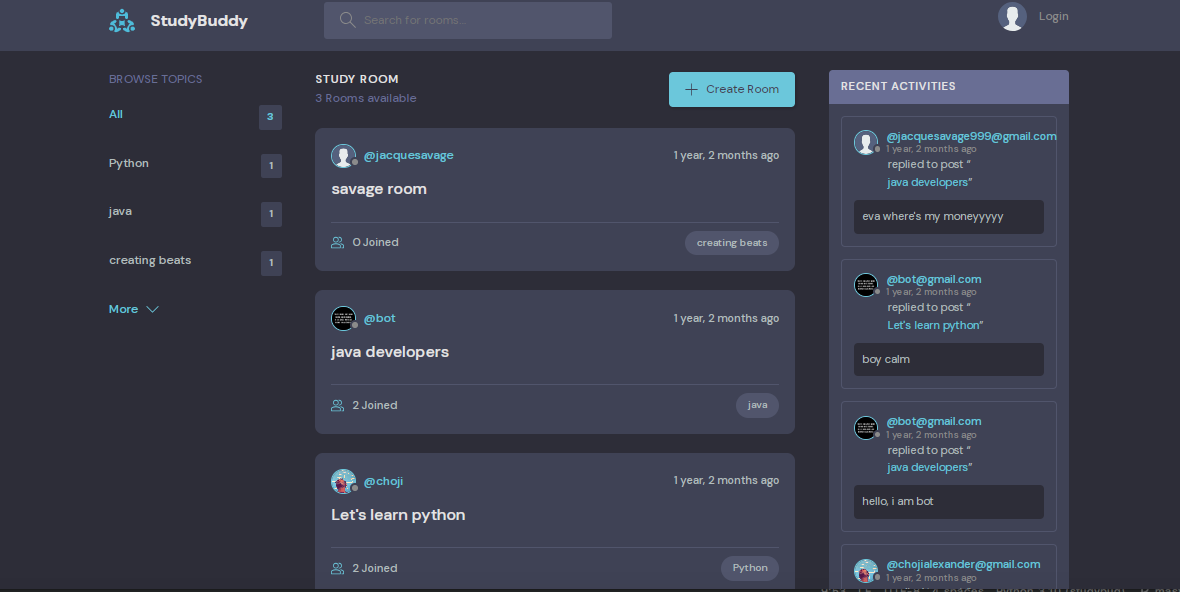 StudyBuddy
Search for rooms...
Login
BROWSE TOPICS
All
3
Python
1
java
1
creating beats
1
More
STUDY ROOM
3 Rooms available
Create Room
@jacquesavage
1 year, 2 months ago
savage room
0 Joined
creating beats
@bot
1 year, 2 months ago
java developers
2 Joined
java
@choji
1 year, 2 months ago
Let's learn python
2 Joined
Python
RECENT ACTIVITIES
@jacquesavage999@gmail.com
1 year, 2 months ago
replied to post “
java developers”
eva where's my moneyyyyy
@bot@gmail.com
1 year, 2 months ago
replied to post “
Let's learn python”
boy calm
@bot@gmail.com
1 year, 2 months ago
replied to post “
java developers”
hello, i am bot
@chojialexander@gmail.com
1 year, 2 months ago